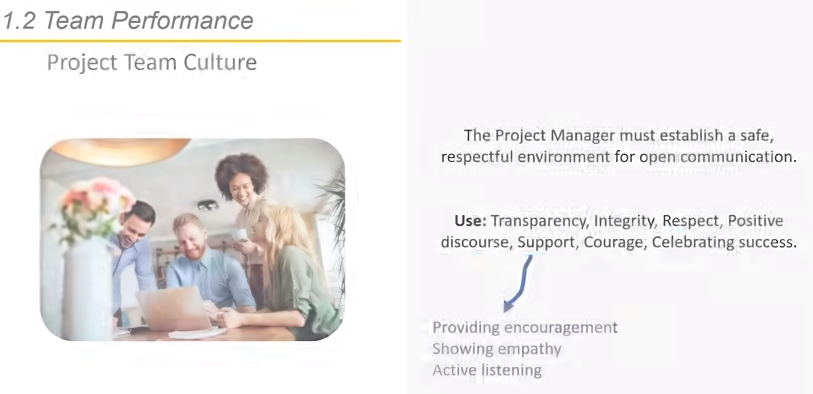 1.2 Team Performance
Project Team Culture
The Project Manager must establish a safe,
respectful environment for open communication.
Use: Transparency, Integrity, Respect, Positive
discourse, Support, Courage, Celebrating success.
Providing encouragement
Showing empathy
Active listening